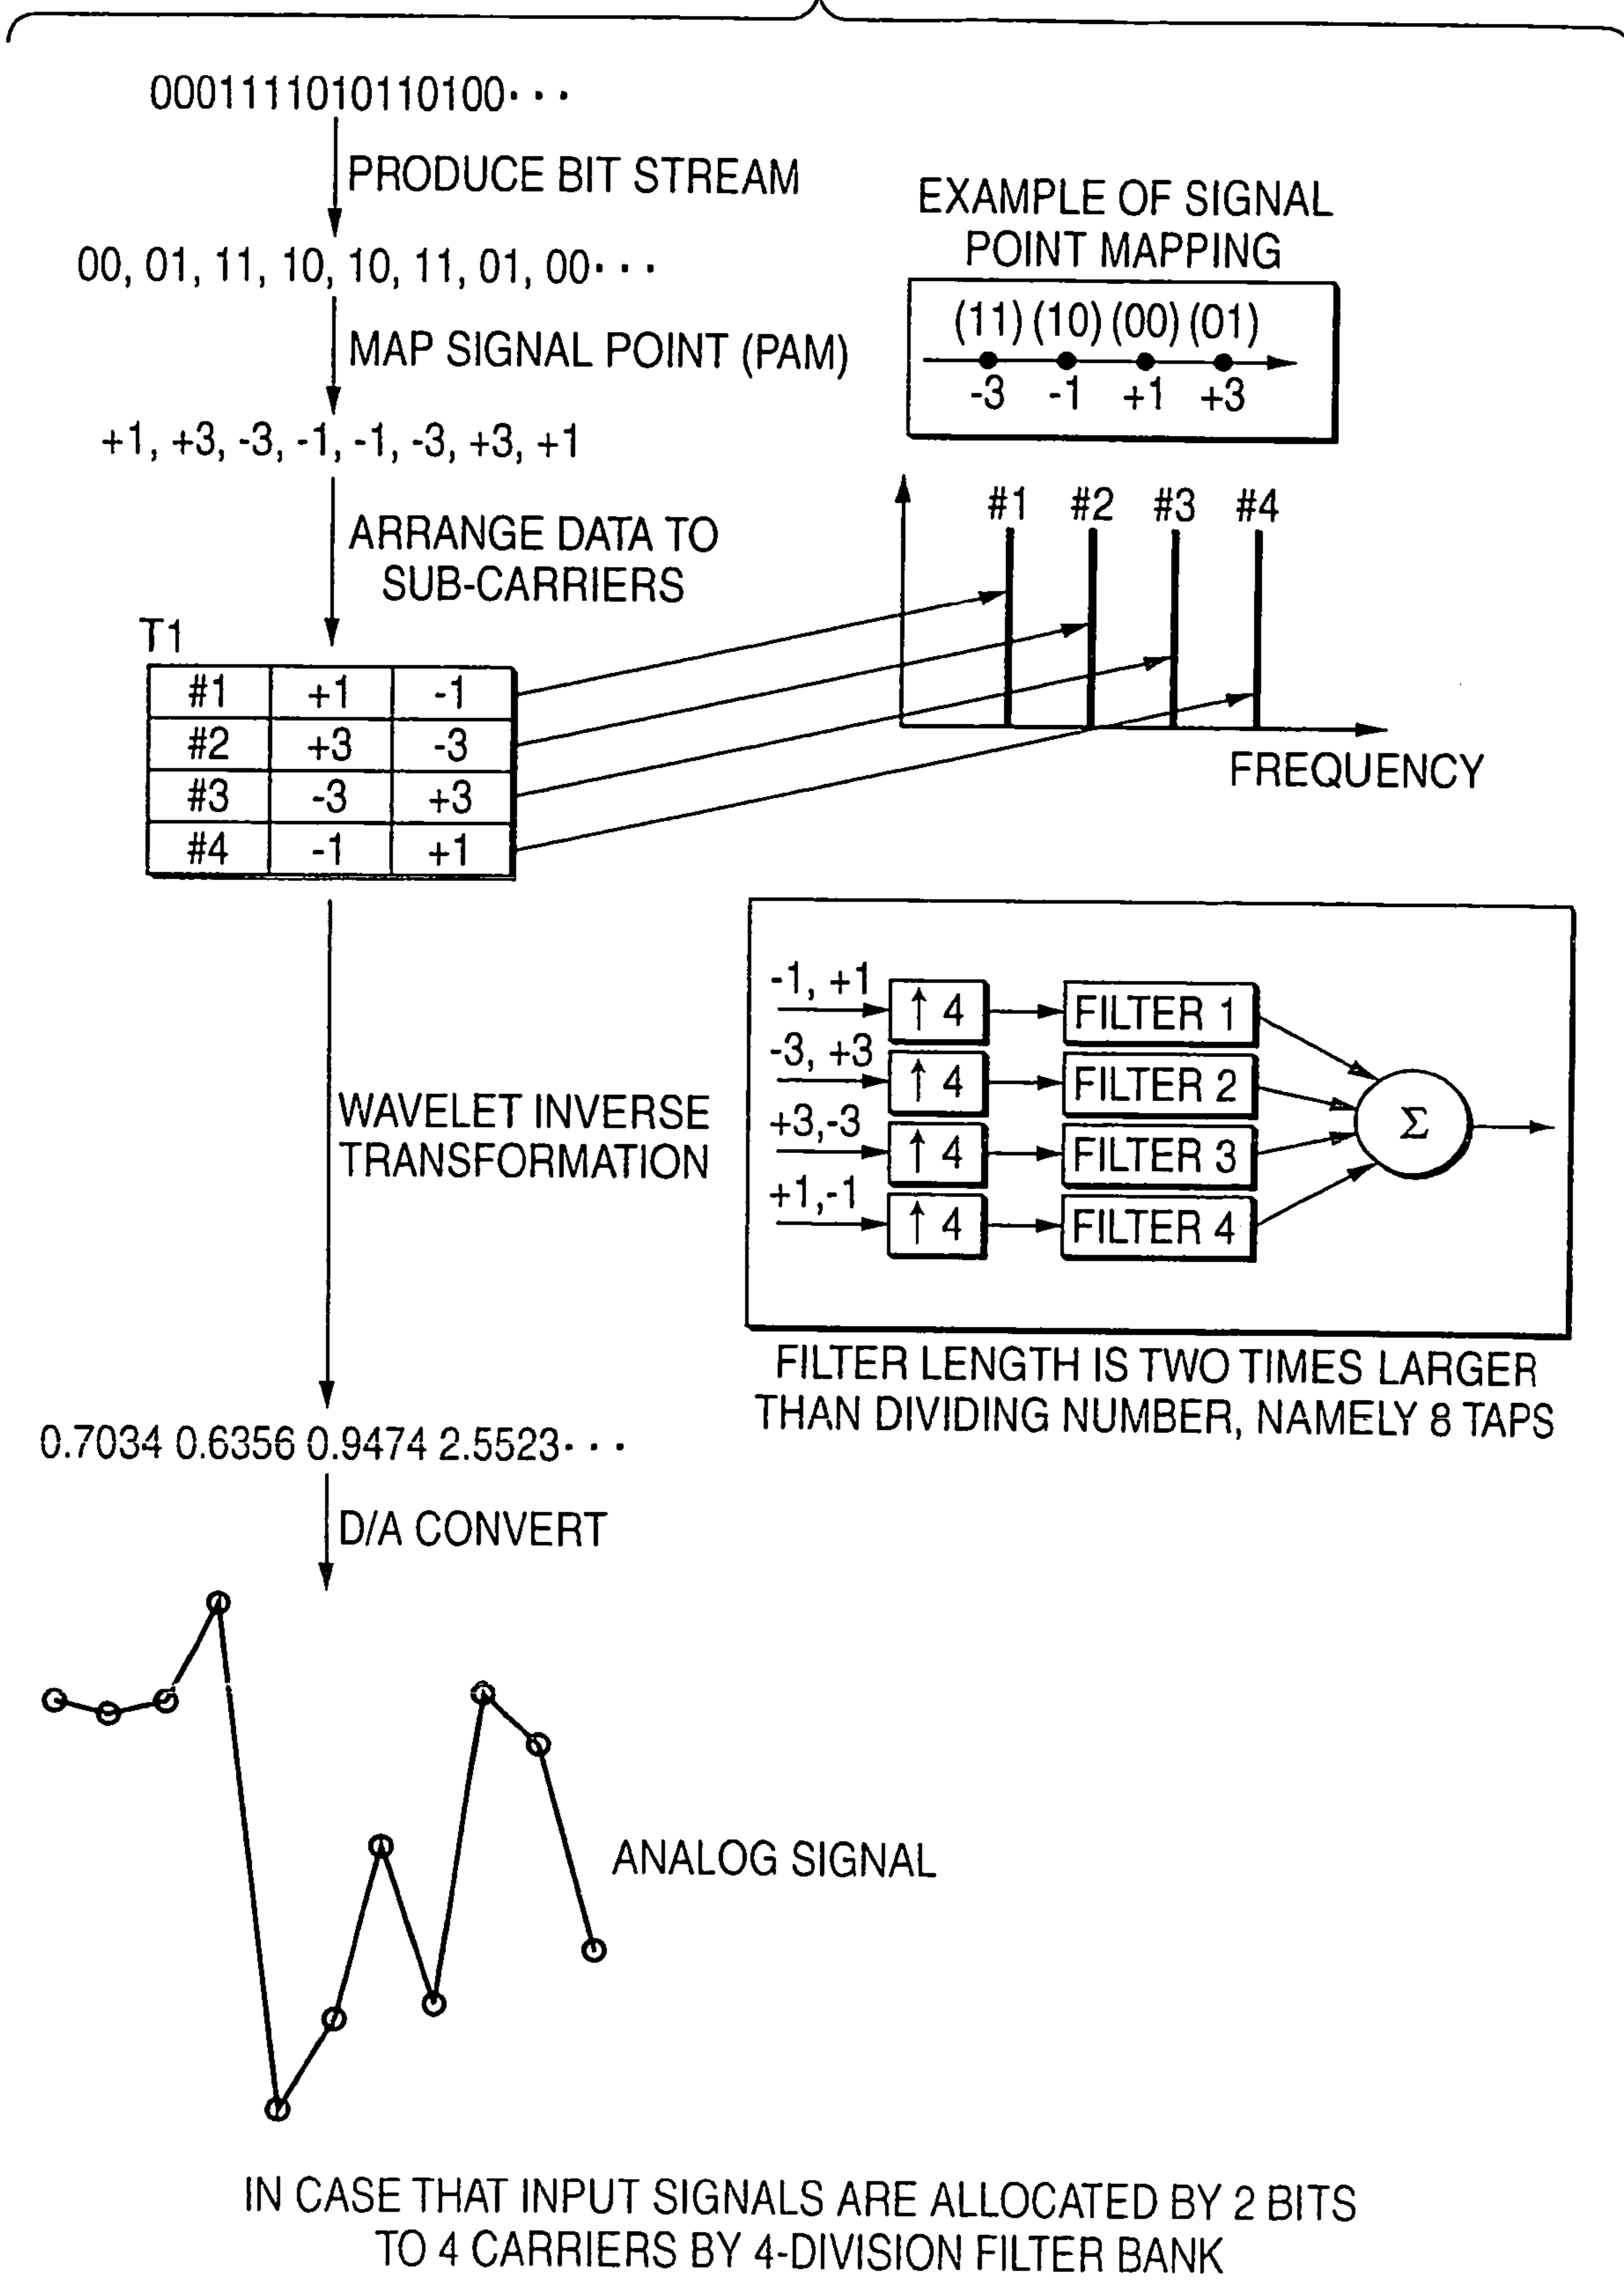 0001111010110100···
PRODUCE BIT STREAM
00, 01, 11, 10, 10, 11, 01, 00···
MAP SIGNAL POINT (PAM)
+1, +3, -3, -1, -1, -3, +3, +1
EXAMPLE OF SIGNAL
POINT MAPPING
(11) (10) (00) (01)
-3 -1 +1 +3
ARRANGE DATA TO
SUB-CARRIERS
#1 #2 #3 #4
FREQUENCY
T1
#1 +1 -1
#2 +3 -3
#3 -3 +3
#4 -1 +1
WAVELET INVERSE
TRANSFORMATION
-1, +1 ↑ 4 FILTER 1
-3, +3 ↑ 4 FILTER 2
+3,-3 ↑ 4 FILTER 3
+1,-1 ↑ 4 FILTER 4
Σ
FILTER LENGTH IS TWO TIMES LARGER
THAN DIVIDING NUMBER, NAMELY 8 TAPS
0.7034 0.6356 0.9474 2.5523···
D/A CONVERT
ANALOG SIGNAL
IN CASE THAT INPUT SIGNALS ARE ALLOCATED BY 2 BITS
TO 4 CARRIERS BY 4-DIVISION FILTER BANK